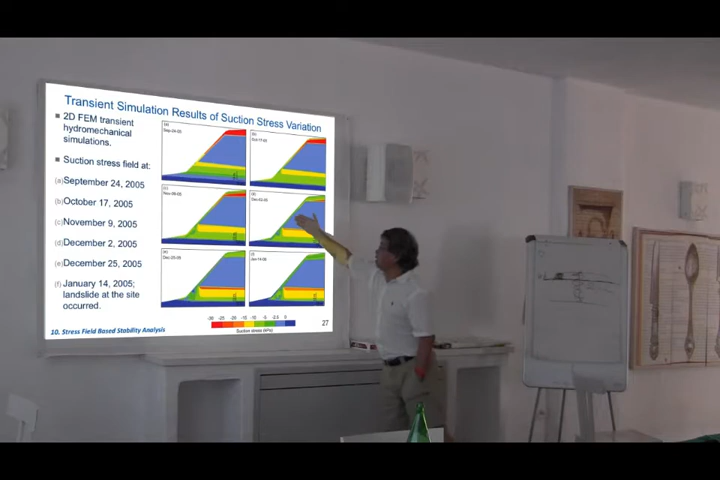 Transient Simulation Results of Suction Stress Variation
2D FEM transient
hydromechanical
simulations.
Suction stress field at:
(a) September 24, 2005
(b) October 17, 2005
(c) November 9, 2005
(d) December 2, 2005
(e) December 25, 2005
(f) January 14, 2005;
landslide at the site
occurred.
10. Stress Field Based Stability Analysis
Suction stress (kPa)
27